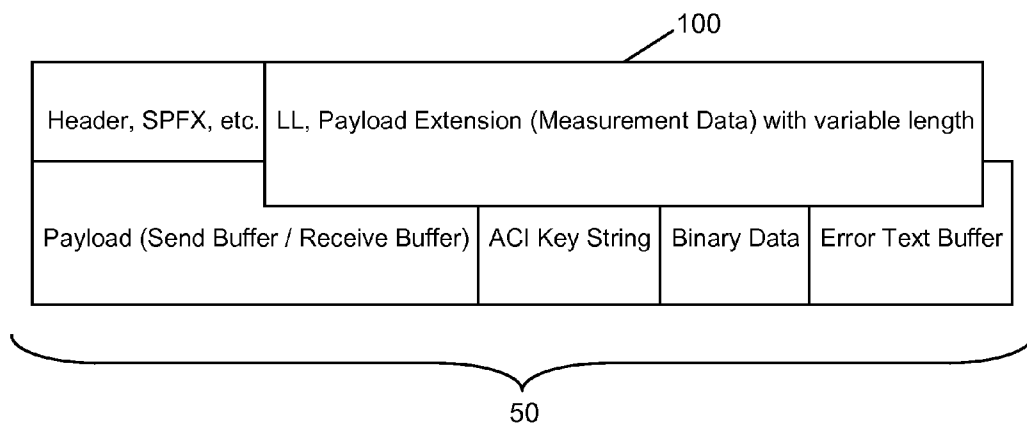 100
Header, SPFX, etc.
LL, Payload Extension (Measurement Data) with variable length
Payload (Send Buffer / Receive Buffer)
ACI Key String
Binary Data
Error Text Buffer
50